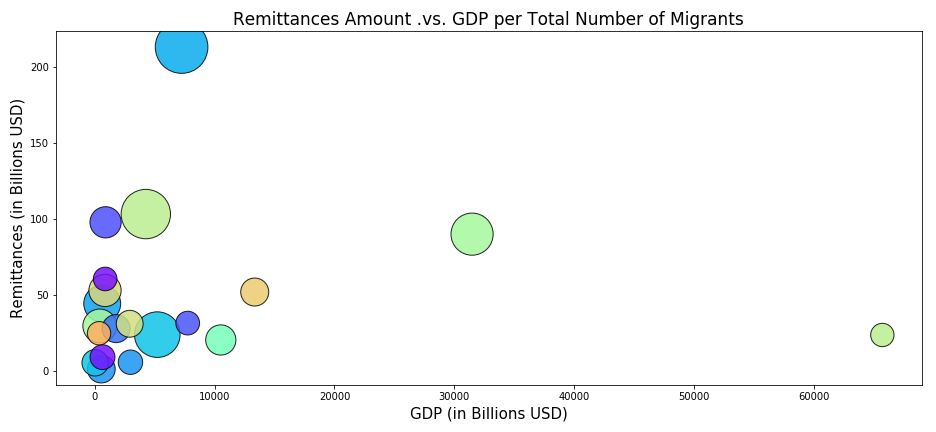 Remittances Amount .vs. GDP per Total Number of Migrants
Remittances (in Billions USD)
200
150
100
50
0
0 10000 20000 30000 40000 50000 60000
GDP (in Billions USD)